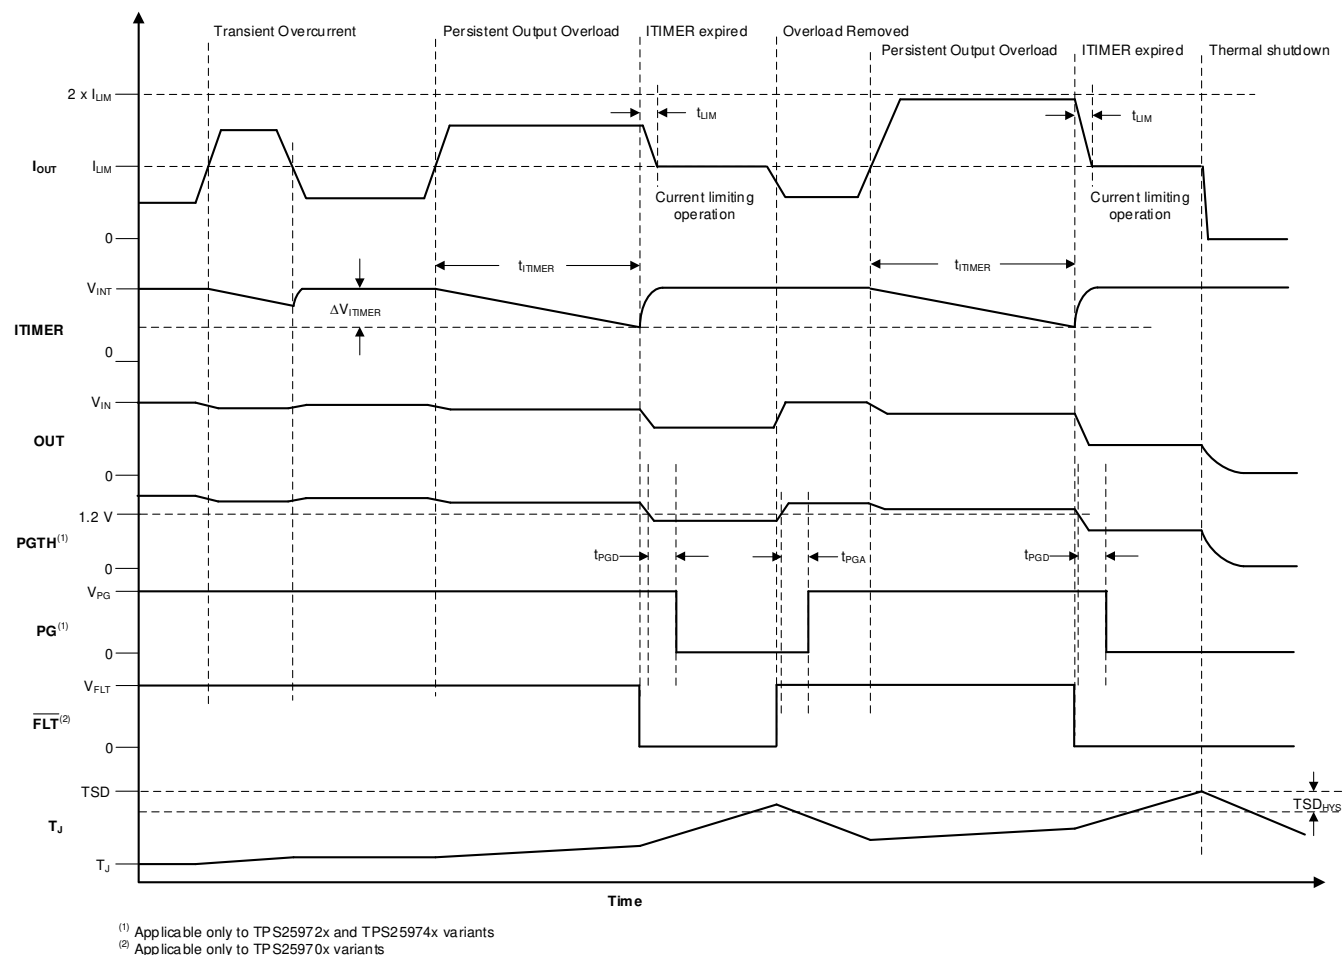 Transient Overcurrent
Persistent Output Overload
ITIMER expired
Overload Removed
Persistent Output Overload
ITIMER expired
Thermal shutdown
2 x ILIM
tLIM
tLIM
IOUT
ILIM
Current limiting
operation
Current limiting
operation
0
tITIMER
tITIMER
VINT
ΔVITIMER
ITIMER
0
VIN
OUT
0
1.2 V
PGTH(1)
tPGD
tPGA
tPGD
0
VPG
PG(1)
0
VFLT
FLT(2)
0
TSD
TSDHYS
TJ
TJ
Time
(1) Applicable only to TPS25972x and TPS25974x variants
(2) Applicable only to TPS25970x variants